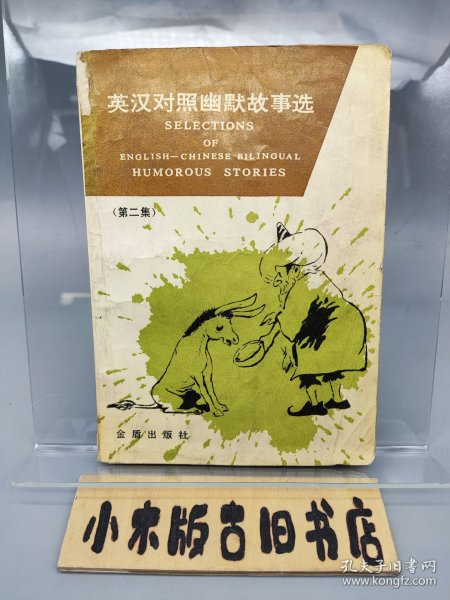 英汉对照幽默故事选
SELECTIONS
OF
ENGLISH—CHINESE BILINGUAL
HUMOROUS STORIES
(第二集)
金盾出版社
小木版古旧书店
孔夫子旧书网
www.kongfz.com